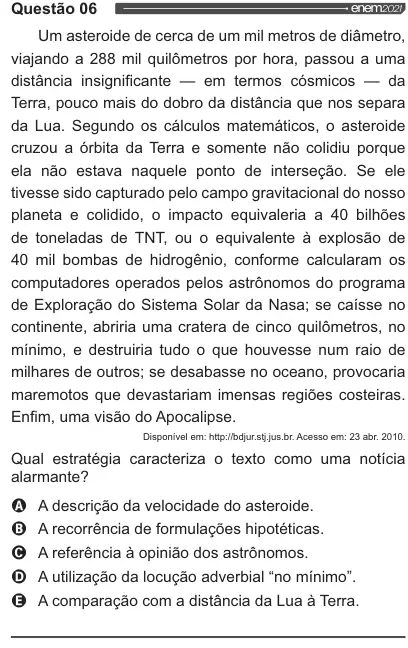 Questão 06 enem2021
Um asteroide de cerca de um mil metros de diâmetro,
viajando a 288 mil quilômetros por hora, passou a uma
distância insignificante — em termos cósmicos — da
Terra, pouco mais do dobro da distância que nos separa
da Lua. Segundo os cálculos matemáticos, o asteroide
cruzou a órbita da Terra e somente não colidiu porque
ela não estava naquele ponto de interseção. Se ele
tivesse sido capturado pelo campo gravitacional do nosso
planeta e colidido, o impacto equivaleria a 40 bilhões
de toneladas de TNT, ou o equivalente à explosão de
40 mil bombas de hidrogênio, conforme calcularam os
computadores operados pelos astrônomos do programa
de Exploração do Sistema Solar da Nasa; se caísse no
continente, abriria uma cratera de cinco quilômetros, no
mínimo, e destruiria tudo o que houvesse num raio de
milhares de outros; se desabasse no oceano, provocaria
maremotos que devastariam imensas regiões costeiras.
Enfim, uma visão do Apocalipse.
Disponível em: http://bdjur.stj.jus.br. Acesso em: 23 abr. 2010.
Qual estratégia caracteriza o texto como uma notícia
alarmante?
A A descrição da velocidade do asteroide.
B A recorrência de formulações hipotéticas.
C A referência à opinião dos astrônomos.
D A utilização da locução adverbial “no mínimo”.
E A comparação com a distância da Lua à Terra.